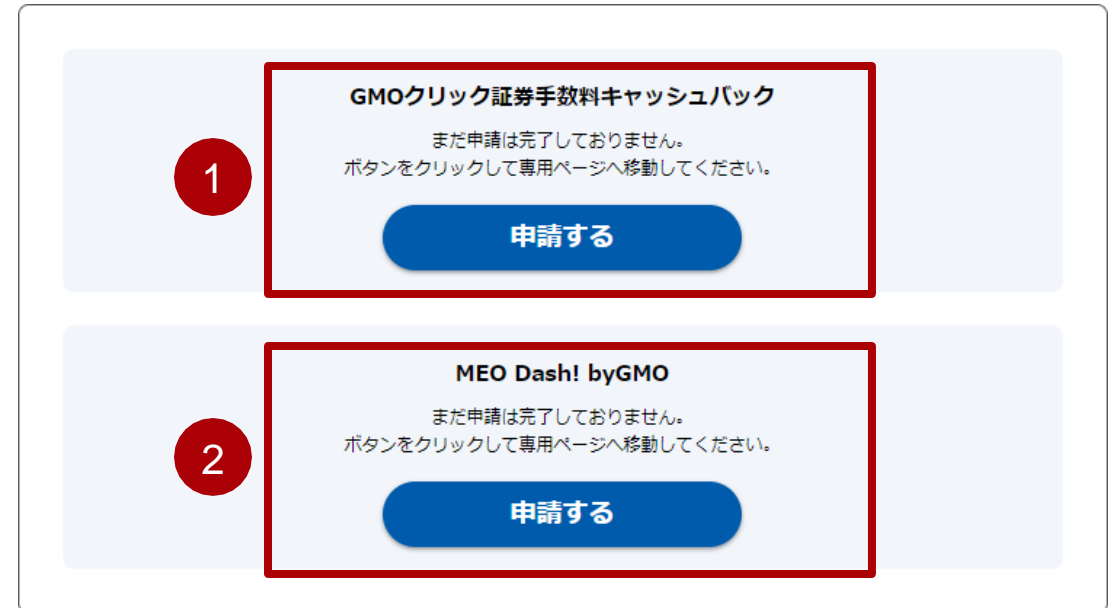 GMOクリック証券手数料キャッシュバック
まだ申請は完了しておりません。
ボタンをクリックして専用ページへ移動してください。
1
申請する
MEO Dash! byGMO
まだ申請は完了しておりません。
ボタンをクリックして専用ページへ移動してください。
2
申請する